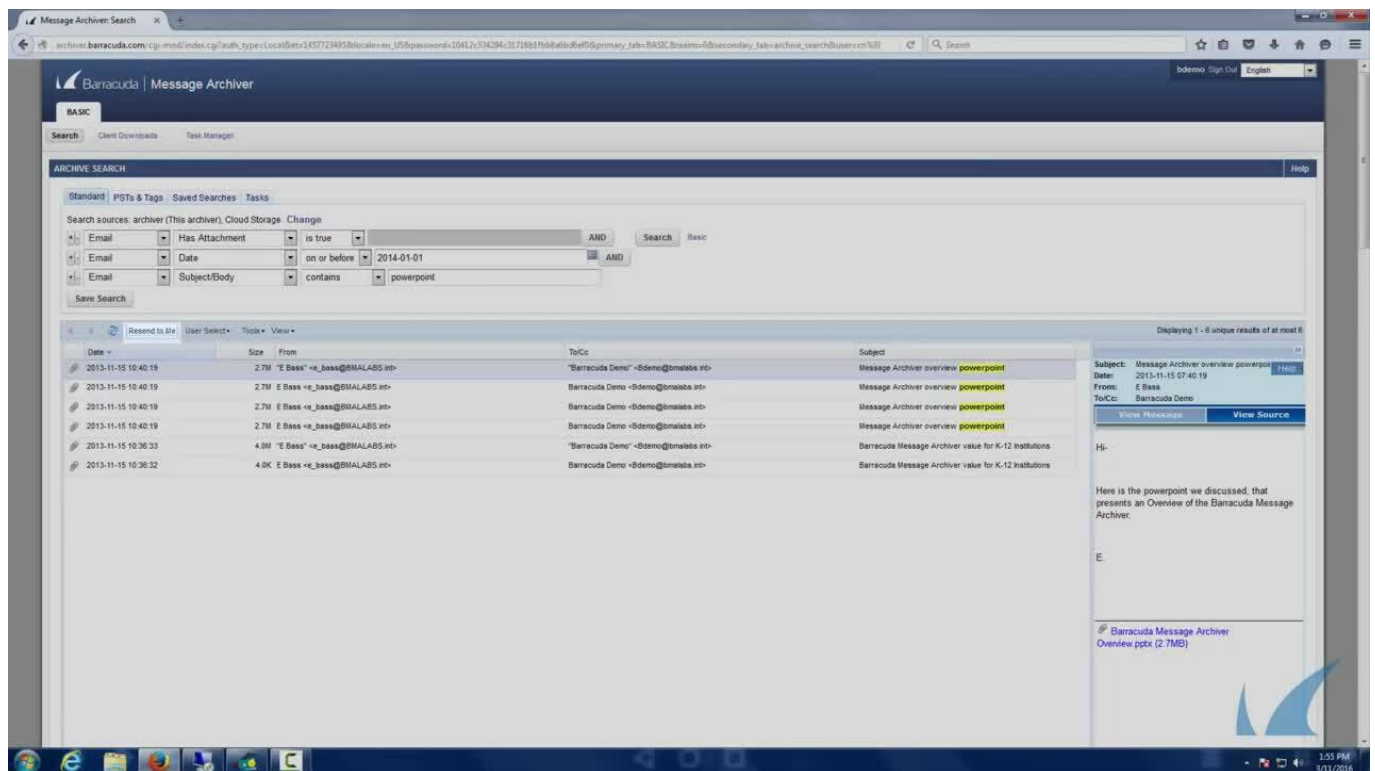 Message Archiver: Search
Search
bdemo Sign Out English
Barracuda | Message Archiver
BASIC
Search Client Downloads Task Manager
ARCHIVE SEARCH Help
Standard PSTs & Tags Saved Searches Tasks
Search sources: archiver (This archiver), Cloud Storage Change
Email Has Attachment is true AND Search Basic
Email Date on or before 2014-01-01 AND
Email Subject/Body contains powerpoint
Save Search
Resend to Me User Select Tools View Displaying 1 - 6 unique results of at most 6
Date Size From To/Cc Subject
2013-11-15 10:40:19 2.7M "E Bass" <e_bass@BMALABS.int> "Barracuda Demo" <Bdemo@bmalabs.int> Message Archiver overview powerpoint
2013-11-15 10:40:19 2.7M E Bass <e_bass@BMALABS.int> Barracuda Demo <Bdemo@bmalabs.int> Message Archiver overview powerpoint
2013-11-15 10:40:19 2.7M E Bass <e_bass@BMALABS.int> Barracuda Demo <Bdemo@bmalabs.int> Message Archiver overview powerpoint
2013-11-15 10:40:19 2.7M E Bass <e_bass@BMALABS.int> Barracuda Demo <Bdemo@bmalabs.int> Message Archiver overview powerpoint
2013-11-15 10:36:33 4.0M "E Bass" <e_bass@BMALABS.int> "Barracuda Demo" <Bdemo@bmalabs.int> Barracuda Message Archiver value for K-12 Institutions
2013-11-15 10:36:32 4.0K E Bass <e_bass@BMALABS.int> Barracuda Demo <Bdemo@bmalabs.int> Barracuda Message Archiver value for K-12 Institutions
Subject: Message Archiver overview powerpoi Help
Date: 2013-11-15 07:40:19
From: E Bass
To/Cc: Barracuda Demo
View Message View Source
Hi-
Here is the powerpoint we discussed, that
presents an Overview of the Barracuda Message
Archiver.
E.
Barracuda Message Archiver
Overview.pptx (2.7MB)
1:55 PM
3/11/2016